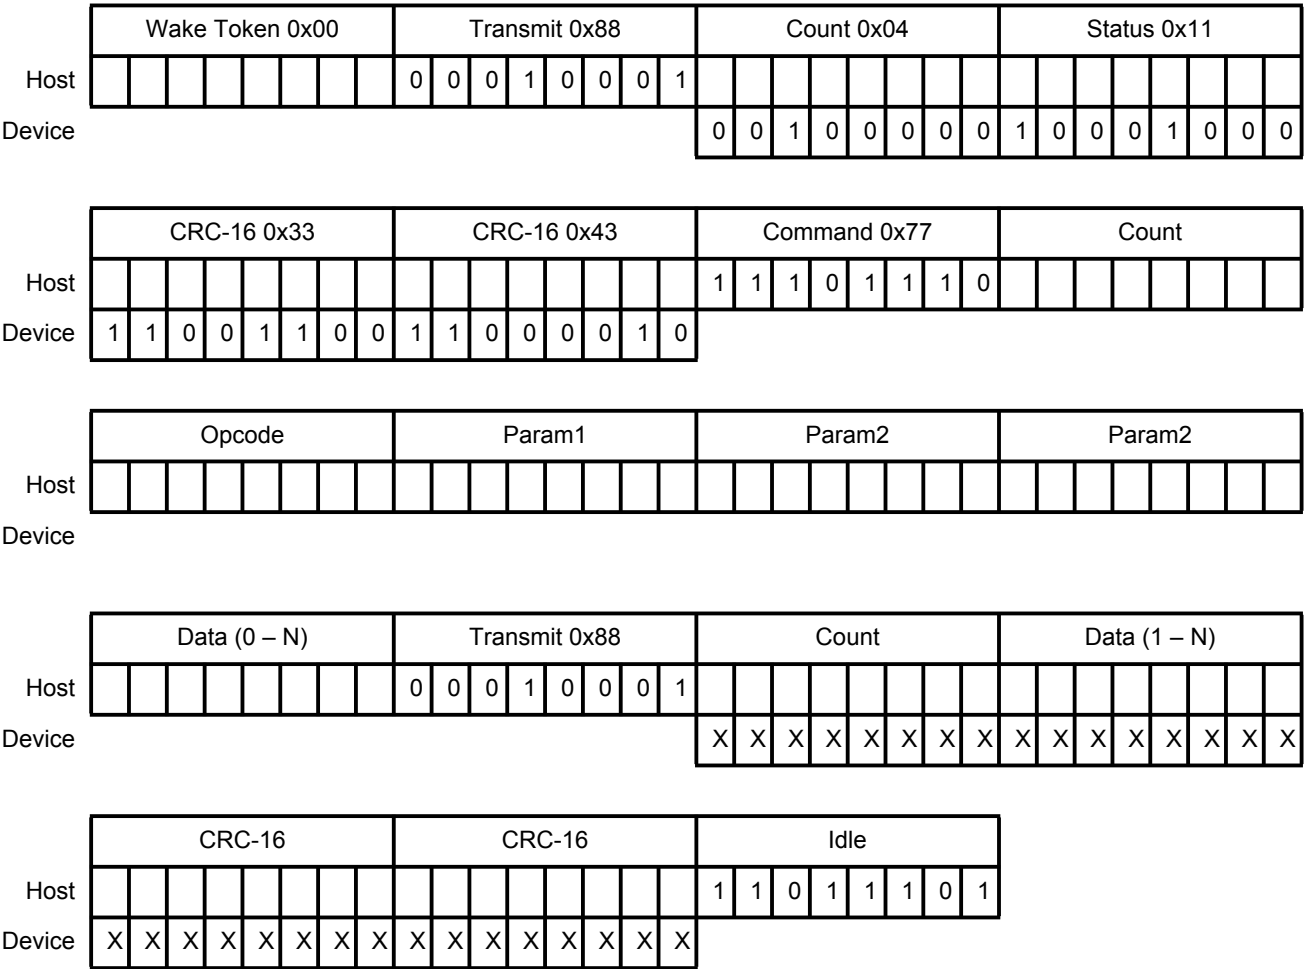 Wake Token 0x00 Transmit 0x88 Count 0x04 Status 0x11
Host 0 0 0 1 0 0 0 1
Device 0 0 1 0 0 0 0 0 1 0 0 0 1 0 0 0
CRC-16 0x33 CRC-16 0x43 Command 0x77 Count
Host 1 1 1 0 1 1 1 0
Device 1 1 0 0 1 1 0 0 1 1 0 0 0 0 1 0
Opcode Param1 Param2 Param2
Host
Device
Data (0 – N) Transmit 0x88 Count Data (1 – N)
Host 0 0 0 1 0 0 0 1
Device X X X X X X X X X X X X X X X X
CRC-16 CRC-16 Idle
Host 1 1 0 1 1 1 0 1
Device X X X X X X X X X X X X X X X X